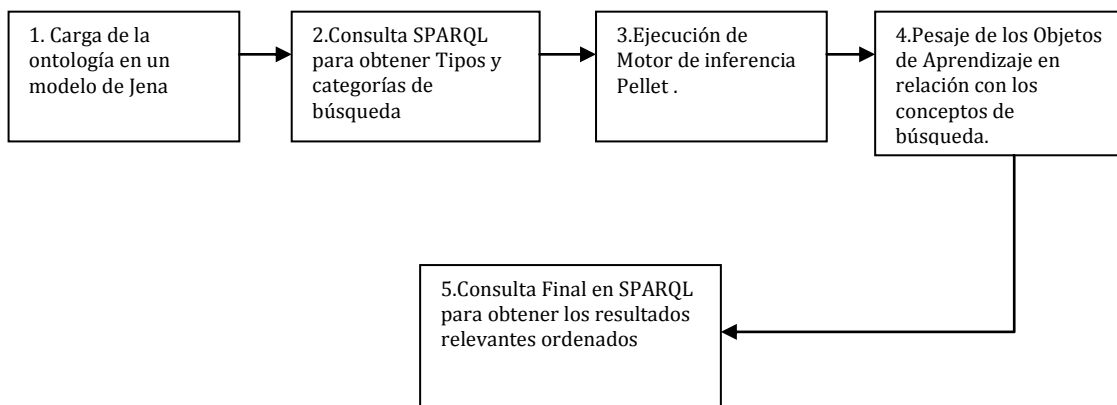 1. Carga de la
ontología en un
modelo de Jena
2.Consulta SPARQL
para obtener Tipos y
categorías de
búsqueda
3.Ejecución de
Motor de inferencia
Pellet .
4.Pesaje de los Objetos
de Aprendizaje en
relación con los
conceptos de
búsqueda.
5.Consulta Final en SPARQL
para obtener los resultados
relevantes ordenados